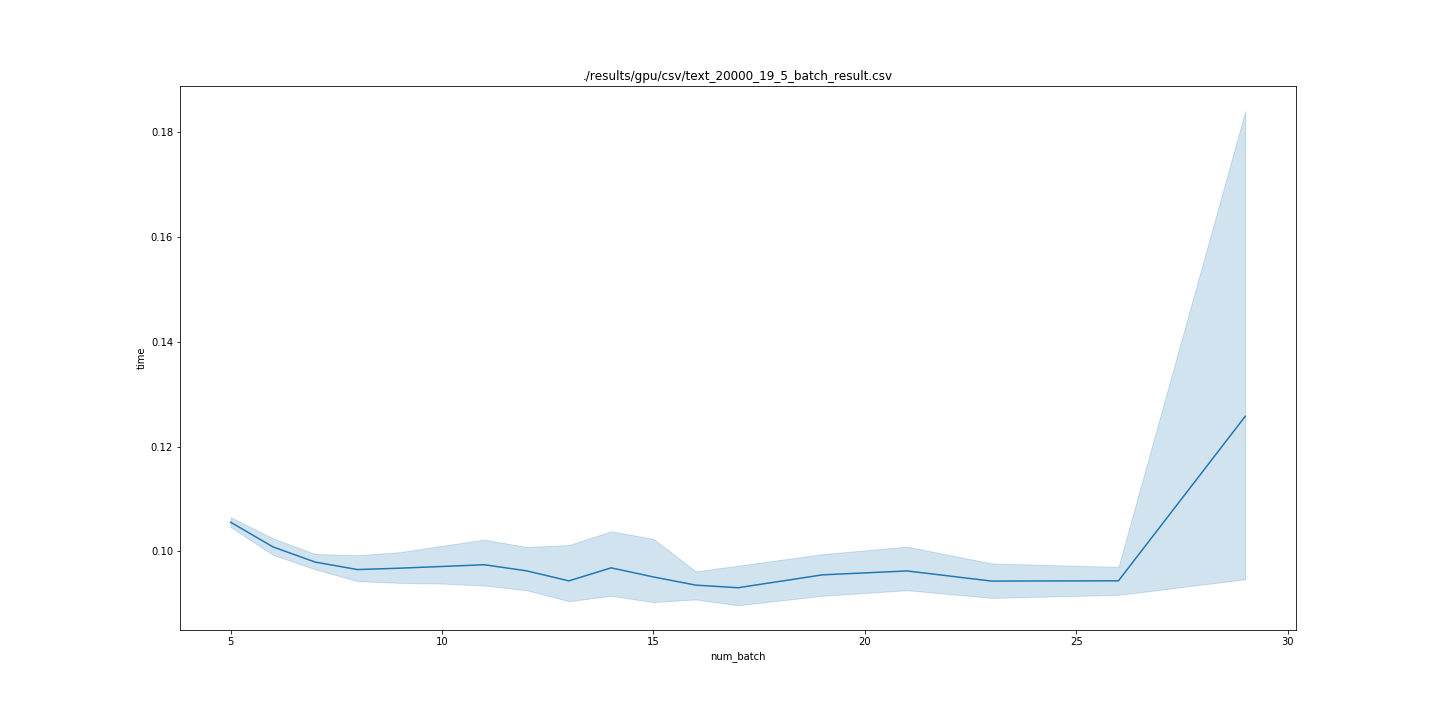 ./results/gpu/csv/text_20000_19_5_batch_result.csv
0.18
0.16
0.14
time
0.12
0.10
5 10 15 20 25 30
num_batch